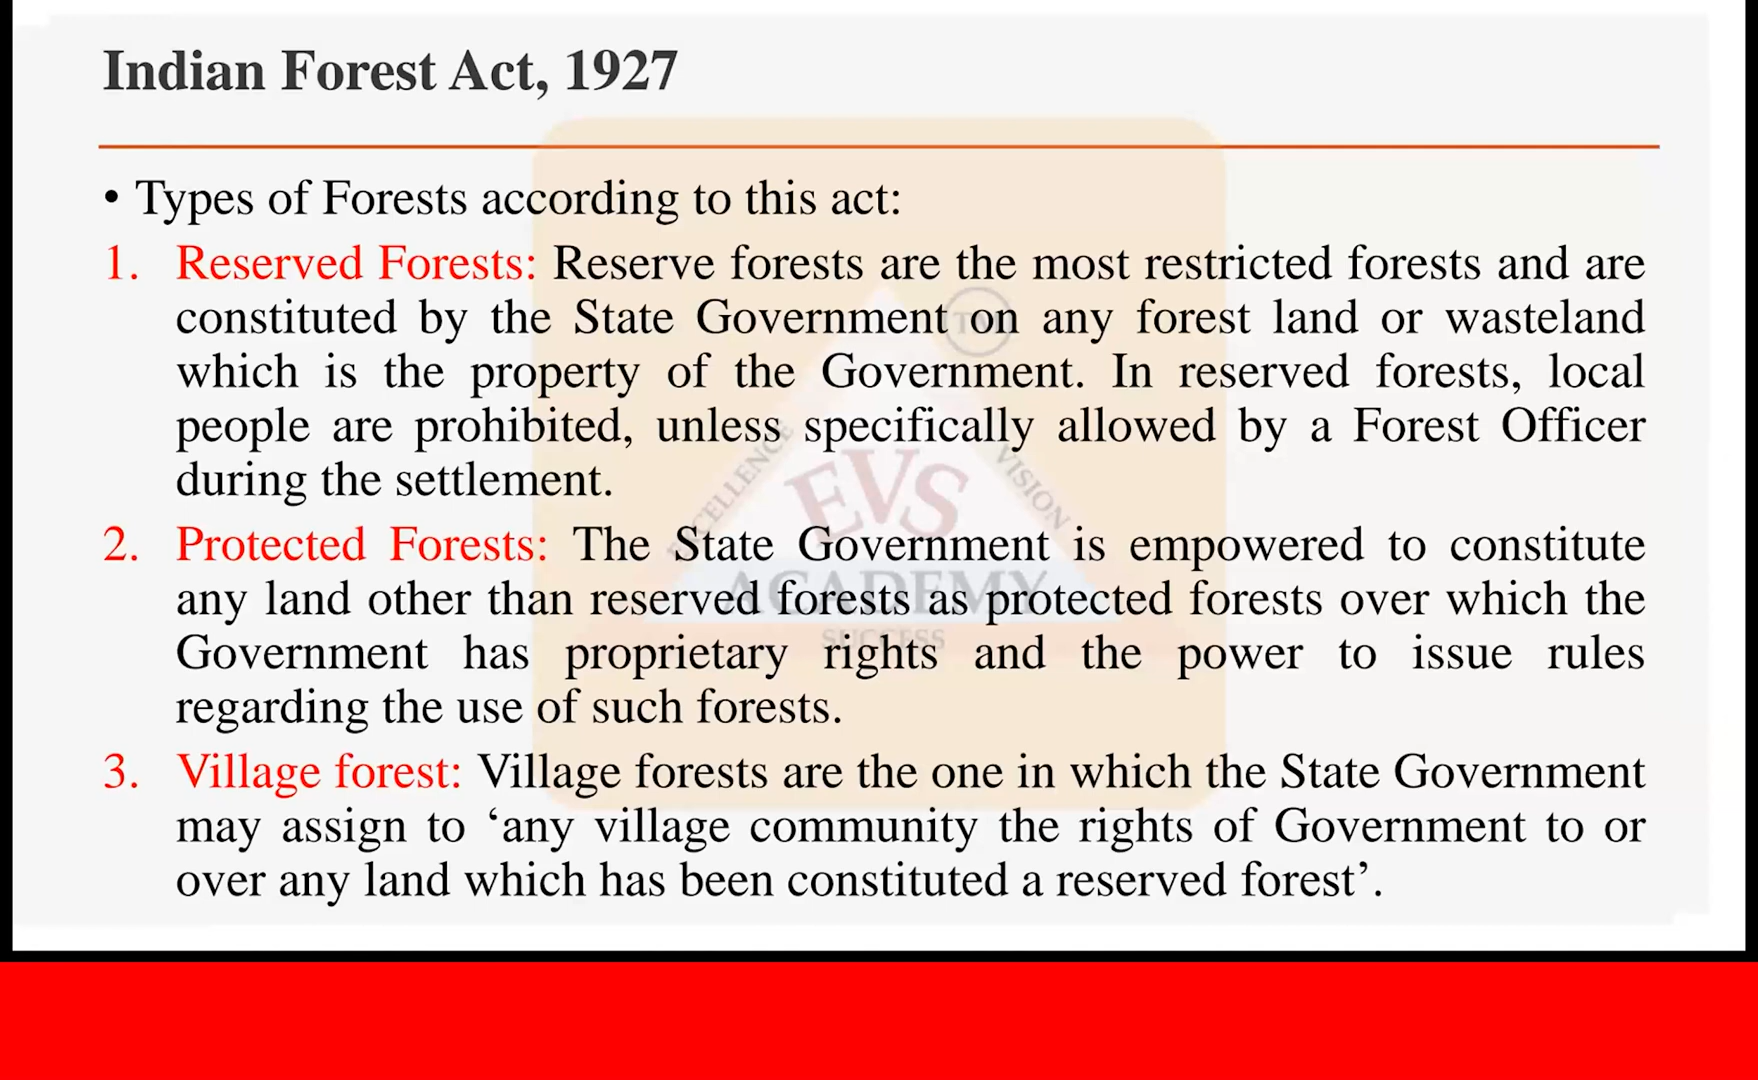 Indian Forest Act, 1927
• Types of Forests according to this act:
1. Reserved Forests: Reserve forests are the most restricted forests and are
constituted by the State Government on any forest land or wasteland
which is the property of the Government. In reserved forests, local
people are prohibited, unless specifically allowed by a Forest Officer
during the settlement.
2. Protected Forests: The State Government is empowered to constitute
any land other than reserved forests as protected forests over which the
Government has proprietary rights and the power to issue rules
regarding the use of such forests.
3. Village forest: Village forests are the one in which the State Government
may assign to ‘any village community the rights of Government to or
over any land which has been constituted a reserved forest’.
TM
EXCELLENCE
VISION
EVS
ACADEMY
SUCCESS